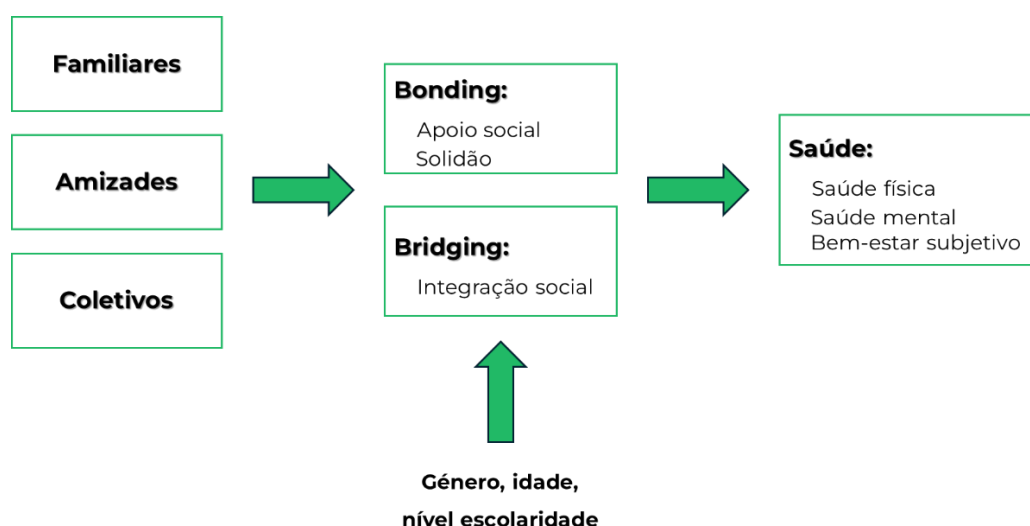 Familiares
Amizades
Coletivos
Bonding:
Apoio social
Solidão
Bridging:
Integração social
Saúde:
Saúde física
Saúde mental
Bem-estar subjetivo
Género, idade,
nível escolaridade